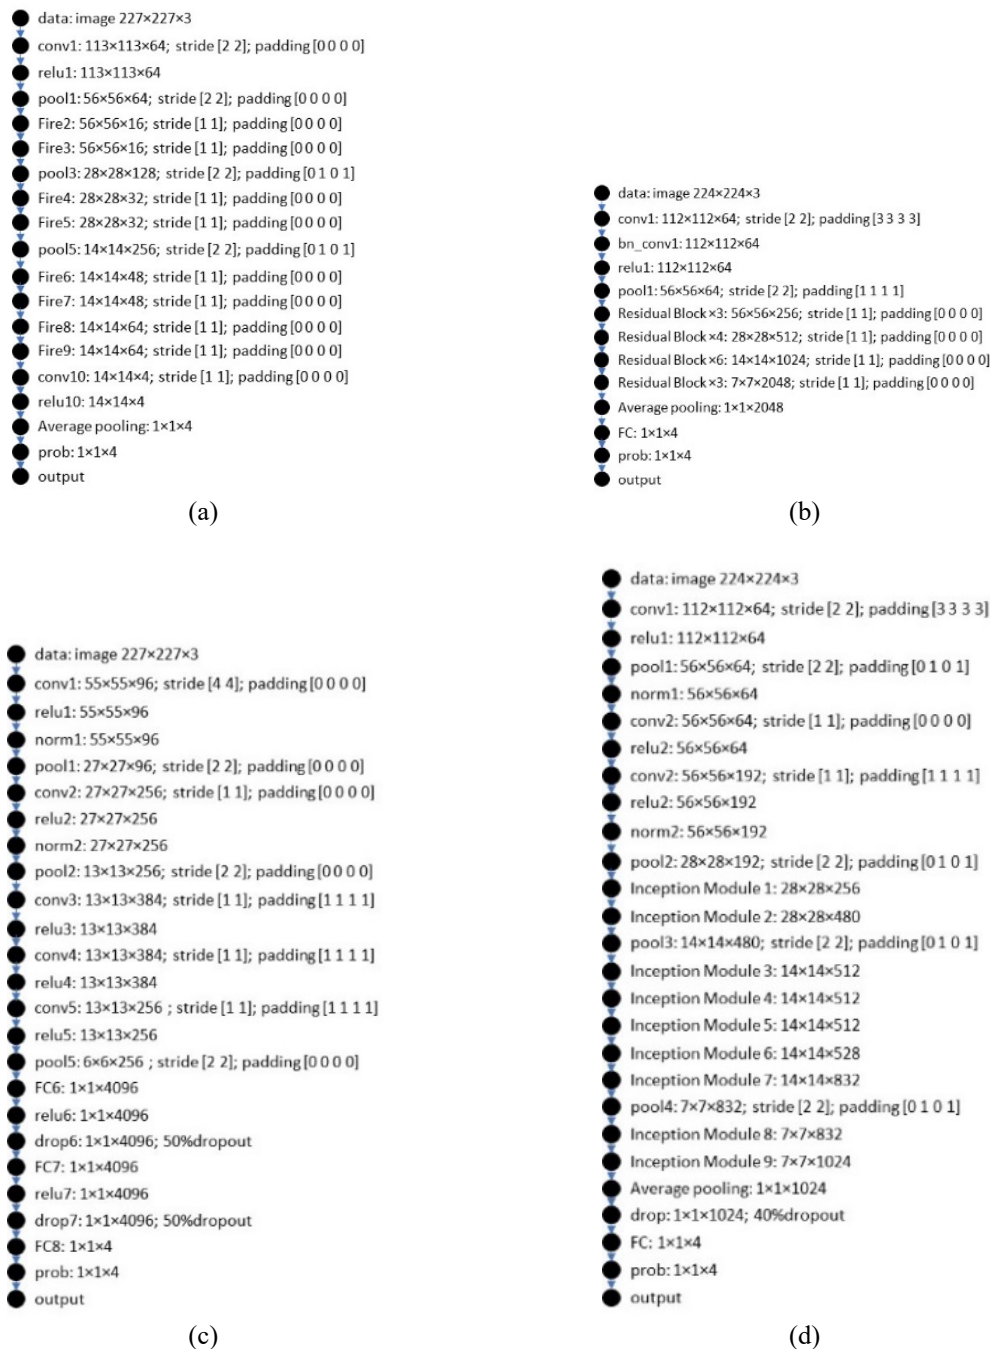 data: image 227×227×3
conv1: 113×113×64; stride [2 2]; padding [0 0 0 0]
relu1: 113×113×64
pool1: 56×56×64; stride [2 2]; padding [0 0 0 0]
Fire2: 56×56×16; stride [1 1]; padding [0 0 0 0]
Fire3: 56×56×16; stride [1 1]; padding [0 0 0 0]
pool3: 28×28×128; stride [2 2]; padding [0 1 0 1]
Fire4: 28×28×32; stride [1 1]; padding [0 0 0 0]
Fire5: 28×28×32; stride [1 1]; padding [0 0 0 0]
pool5: 14×14×256; stride [2 2]; padding [0 1 0 1]
Fire6: 14×14×48; stride [1 1]; padding [0 0 0 0]
Fire7: 14×14×48; stride [1 1]; padding [0 0 0 0]
Fire8: 14×14×64; stride [1 1]; padding [0 0 0 0]
Fire9: 14×14×64; stride [1 1]; padding [0 0 0 0]
conv10: 14×14×4; stride [1 1]; padding [0 0 0 0]
relu10: 14×14×4
Average pooling: 1×1×4
prob: 1×1×4
output
(a)
data: image 224×224×3
conv1: 112×112×64; stride [2 2]; padding [3 3 3 3]
bn_conv1: 112×112×64
relu1: 112×112×64
pool1: 56×56×64; stride [2 2]; padding [1 1 1 1]
Residual Block ×3: 56×56×256; stride [1 1]; padding [0 0 0 0]
Residual Block ×4: 28×28×512; stride [1 1]; padding [0 0 0 0]
Residual Block ×6: 14×14×1024; stride [1 1]; padding [0 0 0 0]
Residual Block ×3: 7×7×2048; stride [1 1]; padding [0 0 0 0]
Average pooling: 1×1×2048
FC: 1×1×4
prob: 1×1×4
output
(b)
data: image 227×227×3
conv1: 55×55×96; stride [4 4]; padding [0 0 0 0]
relu1: 55×55×96
norm1: 55×55×96
pool1: 27×27×96; stride [2 2]; padding [0 0 0 0]
conv2: 27×27×256; stride [1 1]; padding [0 0 0 0]
relu2: 27×27×256
norm2: 27×27×256
pool2: 13×13×256; stride [2 2]; padding [0 0 0 0]
conv3: 13×13×384; stride [1 1]; padding [1 1 1 1]
relu3: 13×13×384
conv4: 13×13×384; stride [1 1]; padding [1 1 1 1]
relu4: 13×13×384
conv5: 13×13×256 ; stride [1 1]; padding [1 1 1 1]
relu5: 13×13×256
pool5: 6×6×256 ; stride [2 2]; padding [0 0 0 0]
FC6: 1×1×4096
relu6: 1×1×4096
drop6: 1×1×4096; 50%dropout
FC7: 1×1×4096
relu7: 1×1×4096
drop7: 1×1×4096; 50%dropout
FC8: 1×1×4
prob: 1×1×4
output
(c)
data: image 224×224×3
conv1: 112×112×64; stride [2 2]; padding [3 3 3 3]
relu1: 112×112×64
pool1: 56×56×64; stride [2 2]; padding [0 1 0 1]
norm1: 56×56×64
conv2: 56×56×64; stride [1 1]; padding [0 0 0 0]
relu2: 56×56×64
conv2: 56×56×192; stride [1 1]; padding [1 1 1 1]
relu2: 56×56×192
norm2: 56×56×192
pool2: 28×28×192; stride [2 2]; padding [0 1 0 1]
Inception Module 1: 28×28×256
Inception Module 2: 28×28×480
pool3: 14×14×480; stride [2 2]; padding [0 1 0 1]
Inception Module 3: 14×14×512
Inception Module 4: 14×14×512
Inception Module 5: 14×14×512
Inception Module 6: 14×14×528
Inception Module 7: 14×14×832
pool4: 7×7×832; stride [2 2]; padding [0 1 0 1]
Inception Module 8: 7×7×832
Inception Module 9: 7×7×1024
Average pooling: 1×1×1024
drop: 1×1×1024; 40%dropout
FC: 1×1×4
prob: 1×1×4
output
(d)